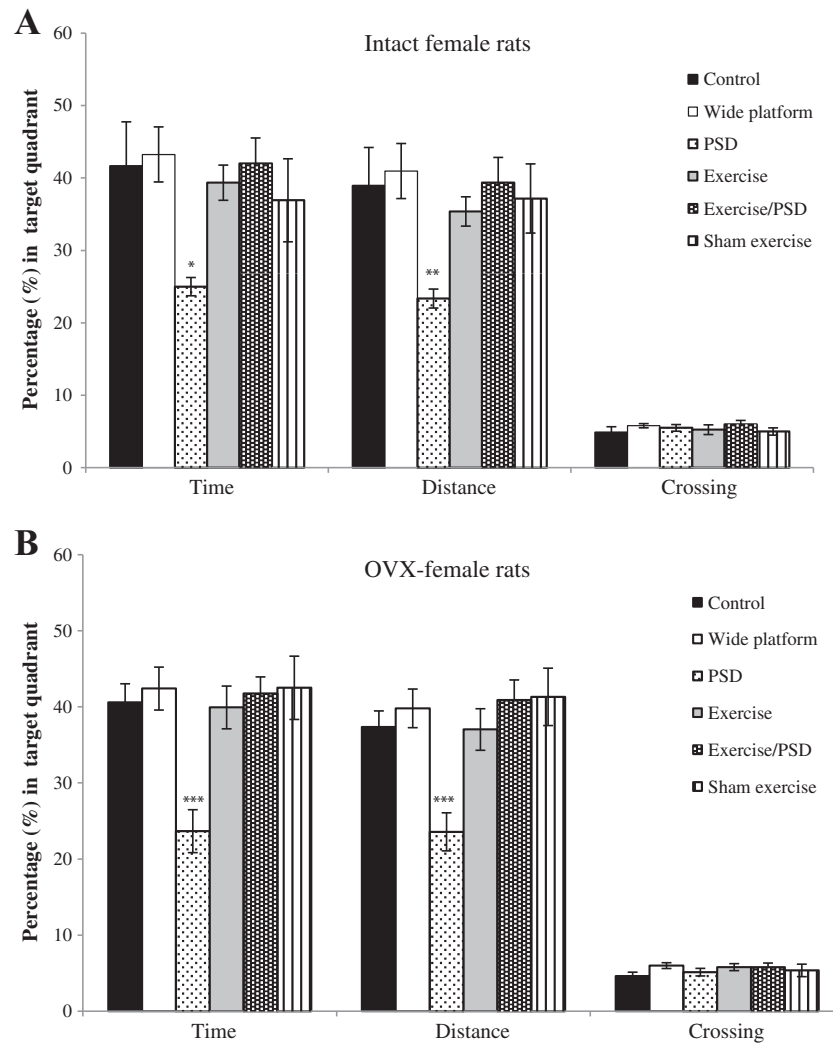 A
Intact female rats
Percentage (%) in target quadrant
60
50
40
30
20
10
0
*
**
Control
Wide platform
PSD
Exercise
Exercise/PSD
Sham exercise
Time
Distance
Crossing
B
OVX-female rats
Percentage (%) in target quadrant
60
50
40
30
20
10
0
***
***
Control
Wide platform
PSD
Exercise
Exercise/PSD
Sham exercise
Time
Distance
Crossing